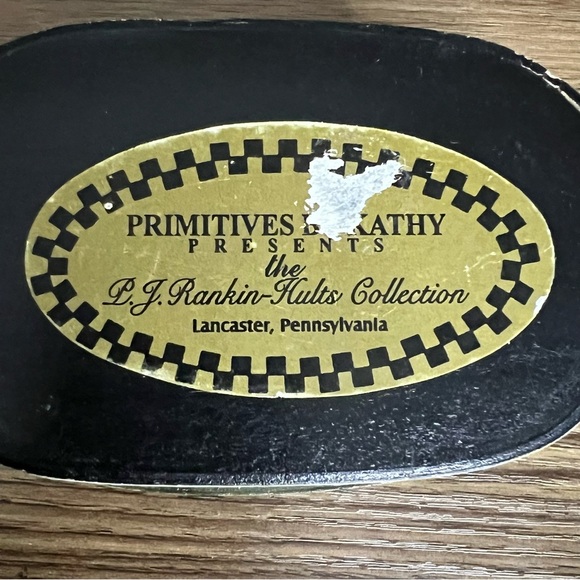 PRIMITIVES KATHY
PRESENTS
the
P.J. Rankin-Hults Collection
Lancaster, Pennsylvania